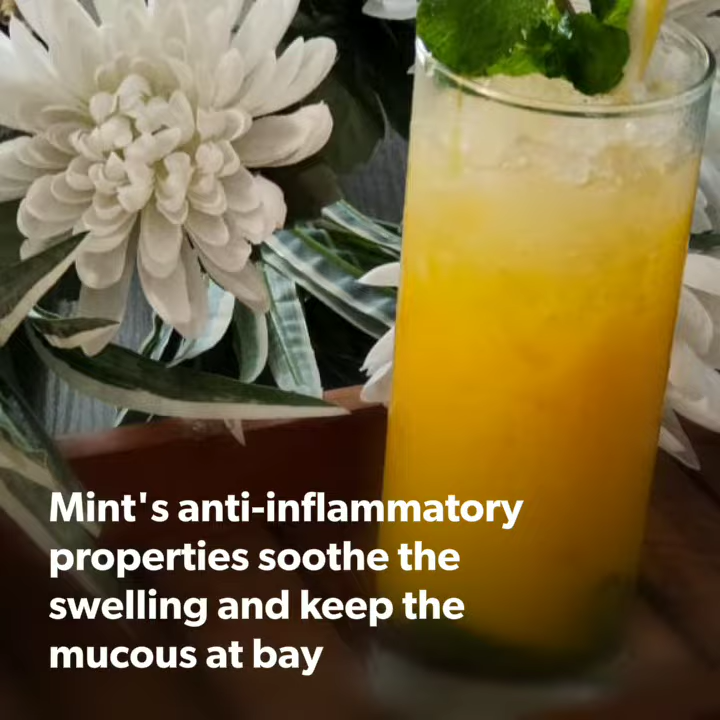 Mint's anti-inflammatory
properties soothe the
swelling and keep the
mucous at bay